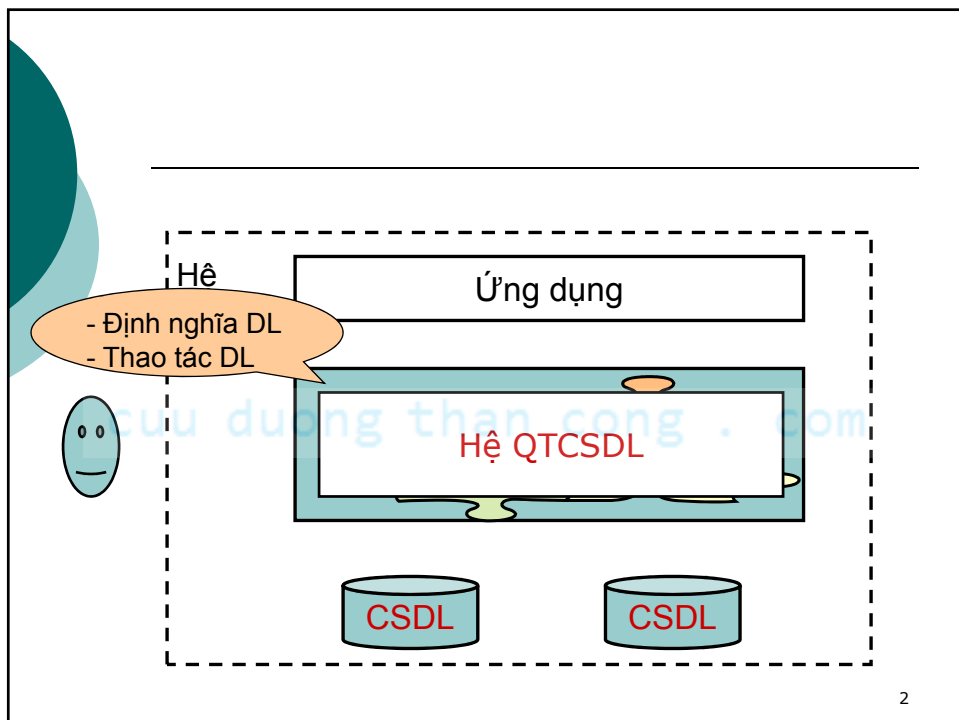 Hệ
Ứng dụng
- Định nghĩa DL
- Thao tác DL
cuu duong than cong . com
Hệ QTCSDL
CSDL
CSDL
2